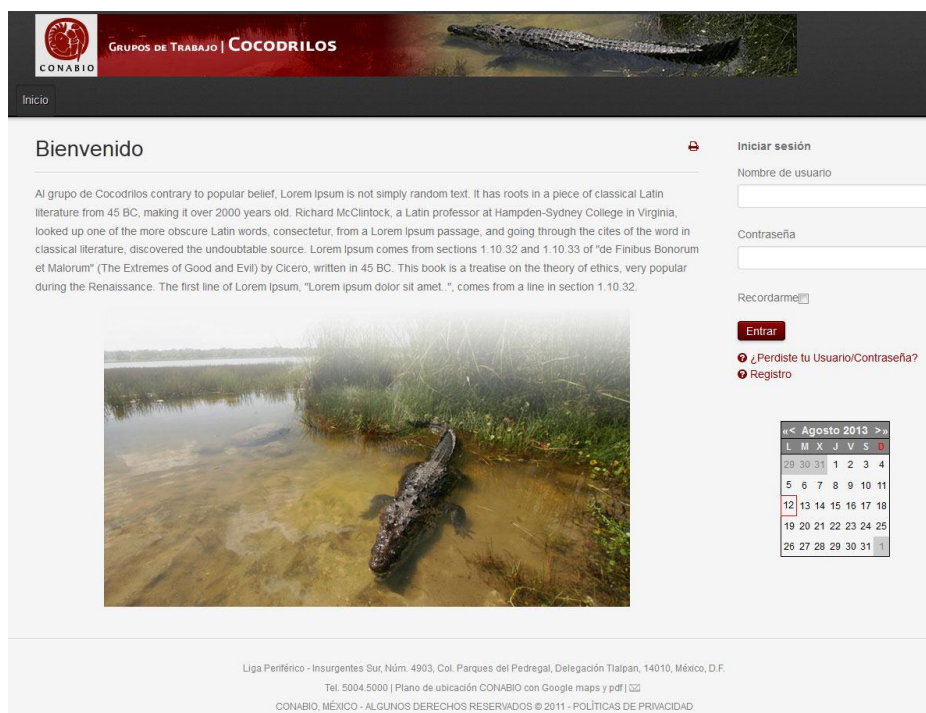 CONABIO
GRUPOS DE TRABAJO | COCODRILOS
Inicio
Bienvenido
Al grupo de Cocodrilos contrary to popular belief, Lorem Ipsum is not simply random text. It has roots in a piece of classical Latin
literature from 45 BC, making it over 2000 years old. Richard McClintock, a Latin professor at Hampden-Sydney College in Virginia,
looked up one of the more obscure Latin words, consectetur, from a Lorem Ipsum passage, and going through the cites of the word in
classical literature, discovered the undoubtable source. Lorem Ipsum comes from sections 1.10.32 and 1.10.33 of "de Finibus Bonorum
et Malorum" (The Extremes of Good and Evil) by Cicero, written in 45 BC. This book is a treatise on the theory of ethics, very popular
during the Renaissance. The first line of Lorem Ipsum, "Lorem ipsum dolor sit amet..", comes from a line in section 1.10.32.
Iniciar sesión
Nombre de usuario
Contraseña
Recordarme
Entrar
¿Perdiste tu Usuario/Contraseña?
Registro
«< Agosto 2013 >»
L M X J V S D
29 30 31 1 2 3 4
5 6 7 8 9 10 11
12 13 14 15 16 17 18
19 20 21 22 23 24 25
26 27 28 29 30 31 1
Liga Periférico - Insurgentes Sur, Núm. 4903, Col. Parques del Pedregal, Delegación Tlalpan, 14010, México, D.F.
Tel. 5004.5000 | Plano de ubicación CONABIO con Google maps y pdf |
CONABIO, MÉXICO - ALGUNOS DERECHOS RESERVADOS © 2011 - POLÍTICAS DE PRIVACIDAD